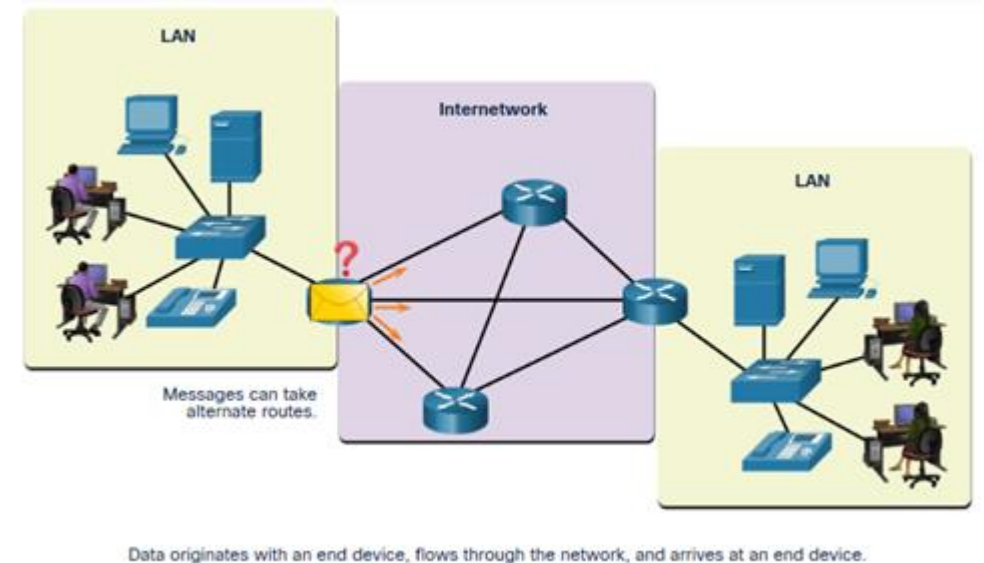 LAN
Internetwork
LAN
?
Messages can take
alternate routes.
Data originates with an end device, flows through the network, and arrives at an end device.